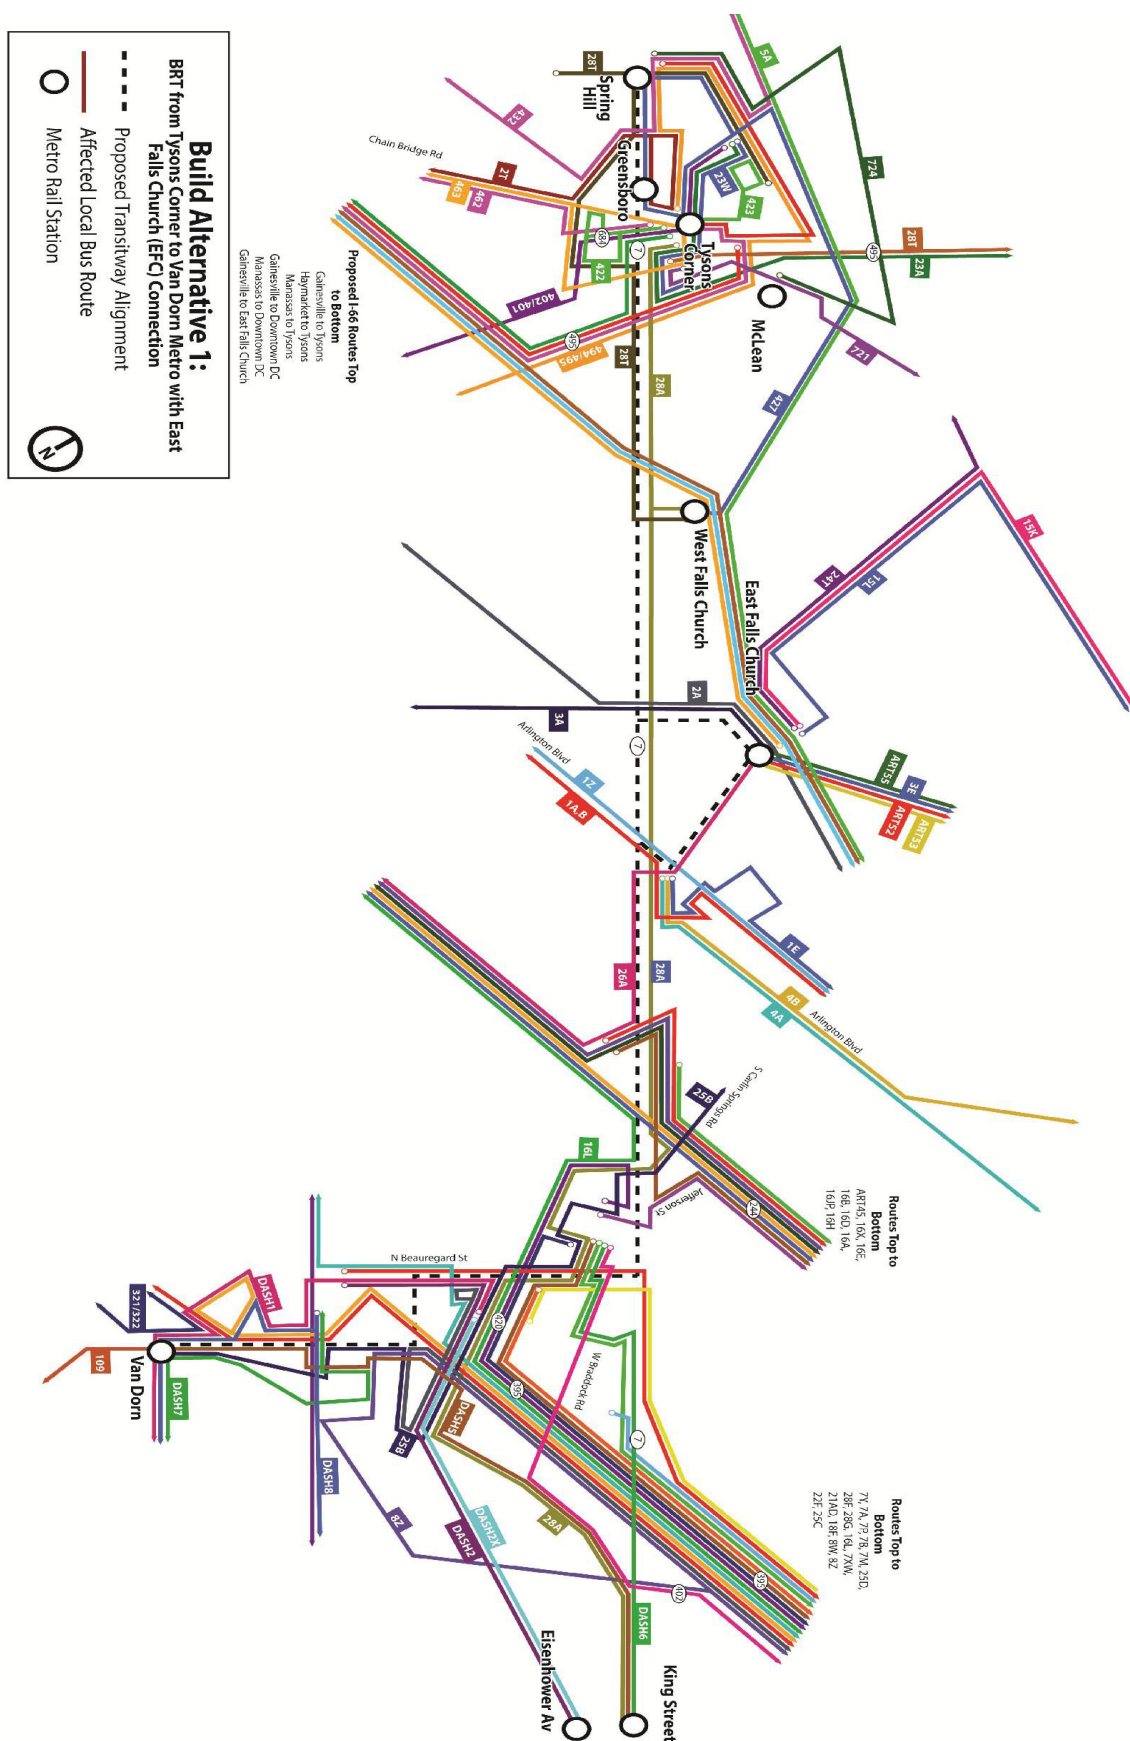 Build Alternative 1:
BRT from Tysons Corner to Van Dorn Metro with East
Falls Church (EFC) Connection
Proposed Transitway Alignment
Affected Local Bus Route
Metro Rail Station
N
Proposed I-66 Routes Top
to Bottom
Gainesville to Tysons
Haymarket to Tysons
Manassas to Tysons
Gainesville to Downtown DC
Manassas to Downtown DC
Gainesville to East Falls Church
Spring
Hill
Greensboro
Tysons
Corner
McLean
West Falls Church
East Falls Church
Van Dorn
Eisenhower Av
King Street
Chain Bridge Rd
28T
432
2T
463
462
5A
724
23W
423
684
7
422
402/401
495
494/495
28T
28A
495
28T
23A
721
427
15K
24T
15L
2A
3A
7
Arlington Blvd
1Z
1A,B
ART55
3E
ART52
ART53
1E
26A
28A
4B
4A
Arlington Blvd
25B
S Carlin Springs Rd
16L
Jefferson St
244
Routes Top to
Bottom
ART45, 16X, 16E,
16B, 16D, 16A,
16JP, 16H
N Beauregard St
321/322
DASH1
109
DASH7
DASH8
420
395
W Braddock Rd
7
DASH5
25B
8Z
DASH2X
DASH2
28A
395
402
DASH6
Routes Top to
Bottom
7Y, 7A, 7P, 7B, 7M, 25D,
28F, 28G, 16L, 7XW,
21AD, 18F, 8W, 8Z
22F, 25C